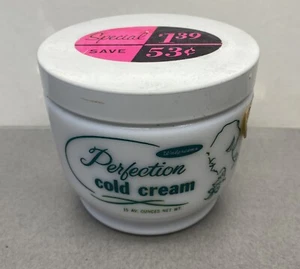 Special 1.39
SAVE 53¢
Perfection
cold cream